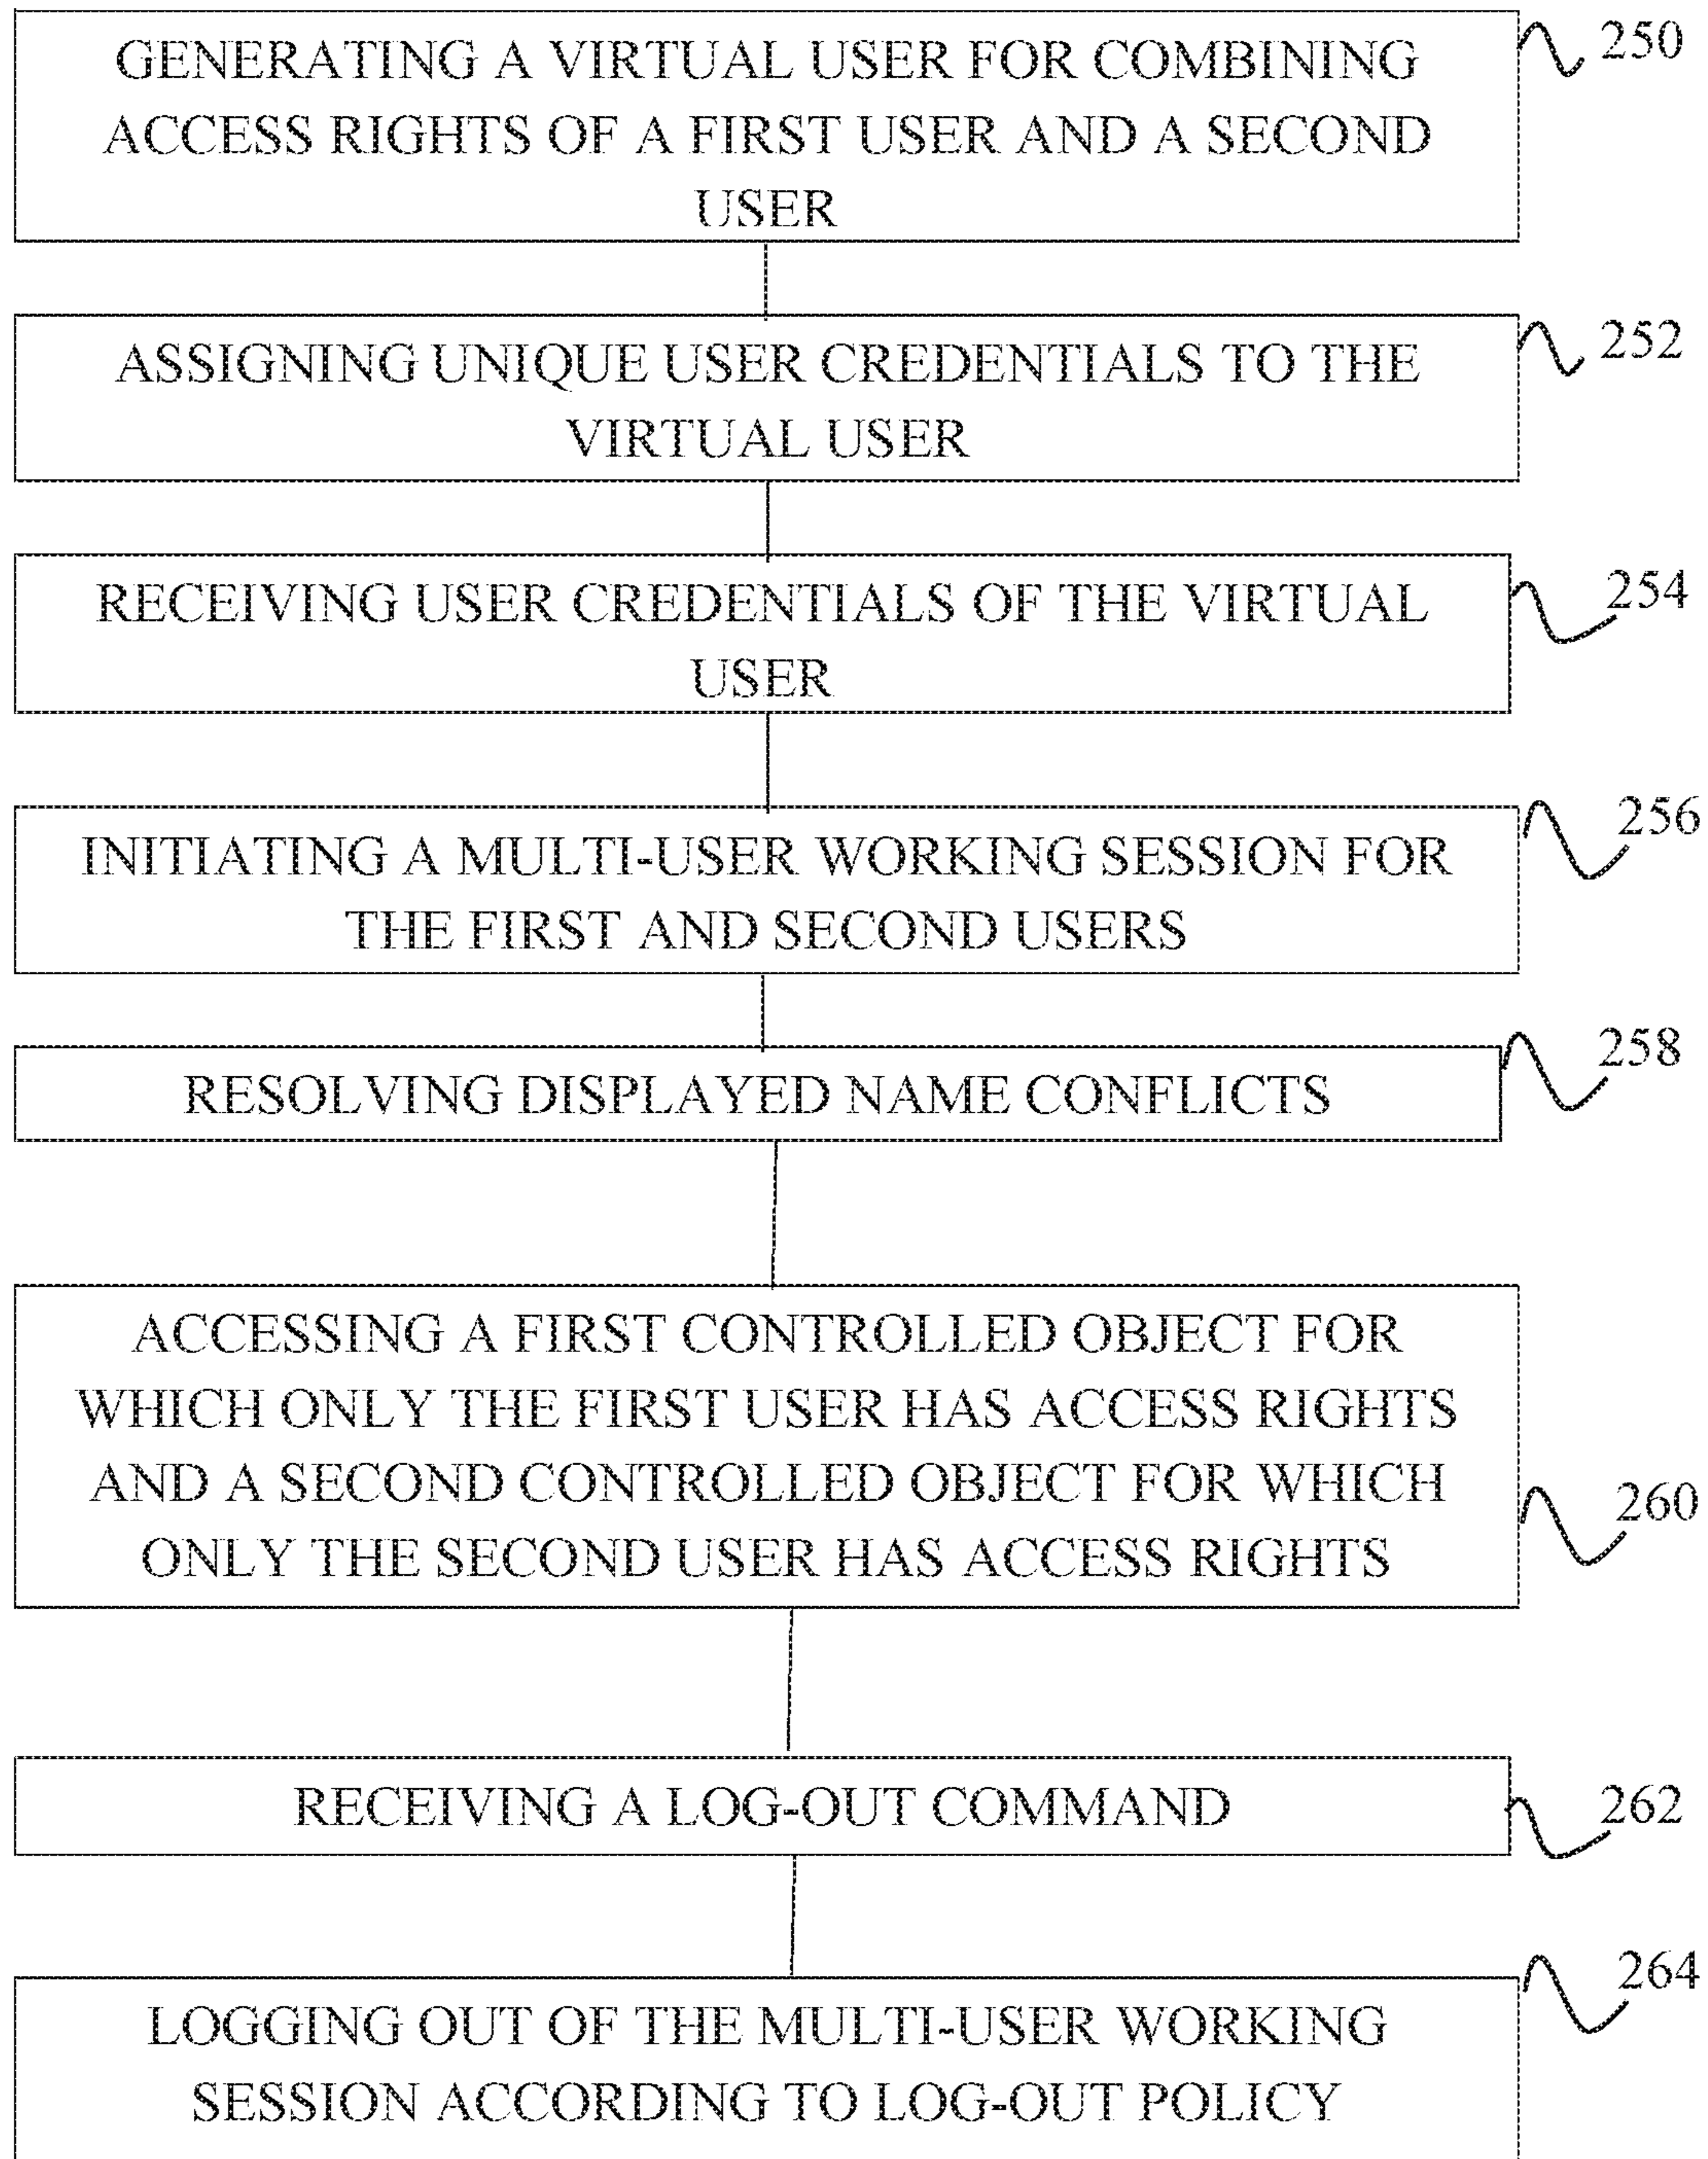 GENERATING A VIRTUAL USER FOR COMBINING
ACCESS RIGHTS OF A FIRST USER AND A SECOND
USER
250
ASSIGNING UNIQUE USER CREDENTIALS TO THE
VIRTUAL USER
252
RECEIVING USER CREDENTIALS OF THE VIRTUAL
USER
254
INITIATING A MULTI-USER WORKING SESSION FOR
THE FIRST AND SECOND USERS
256
RESOLVING DISPLAYED NAME CONFLICTS
258
ACCESSING A FIRST CONTROLLED OBJECT FOR
WHICH ONLY THE FIRST USER HAS ACCESS RIGHTS
AND A SECOND CONTROLLED OBJECT FOR WHICH
ONLY THE SECOND USER HAS ACCESS RIGHTS
260
RECEIVING A LOG-OUT COMMAND
262
LOGGING OUT OF THE MULTI-USER WORKING
SESSION ACCORDING TO LOG-OUT POLICY
264